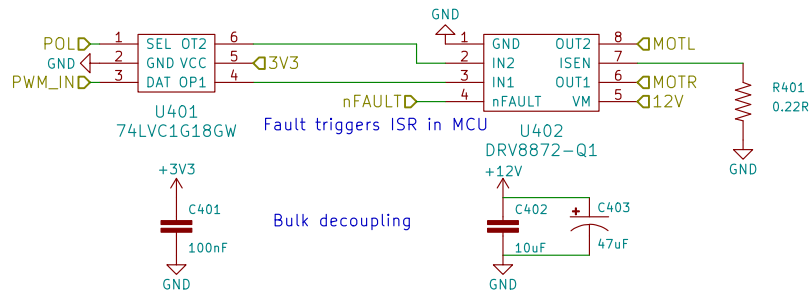 GND
POL 1 SEL OT2 6
GND 2 GND VCC 5 3V3
PWM_IN 3 DAT OP1 4
U401
74LVC1G18GW
1 GND OUT2 8 MOTL
2 IN2 ISEN 7
3 IN1 OUT1 6 MOTR
nFAULT 4 nFAULT VM 5 12V
U402
DRV8872-Q1
R401
0.22R
GND
Fault triggers ISR in MCU
+3V3
C401
100nF
GND
Bulk decoupling
+12V
C402
10uF
C403
47uF
GND